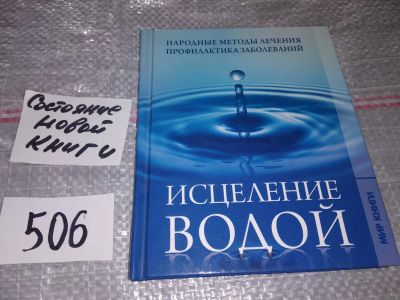 Состояние
новой
книги
506
НАРОДНЫЕ МЕТОДЫ ЛЕЧЕНИЯ
ПРОФИЛАКТИКА ЗАБОЛЕВАНИЙ
ИСЦЕЛЕНИЕ
ВОДОЙ
МИР КНИГИ